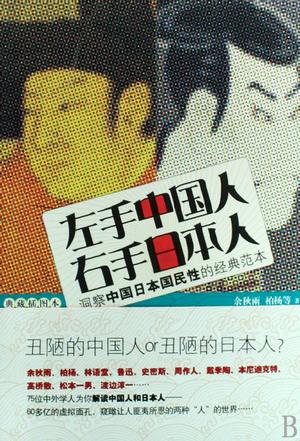 左手中国人
右手日本人
洞察中国日本国民性的经典范本
典藏插图本
余秋雨 柏杨等 著
丑陋的中国人or丑陋的日本人?
余秋雨、柏杨、林语堂、鲁迅、史密斯、周作人、戴季陶、本尼迪克特、
高桥敷、松本一男、渡边淳一……
75位中外学人为你解读中国人和日本人——
60多亿的虚拟面孔，窥瞰让人匪夷所思的两种“人”的世界……
B